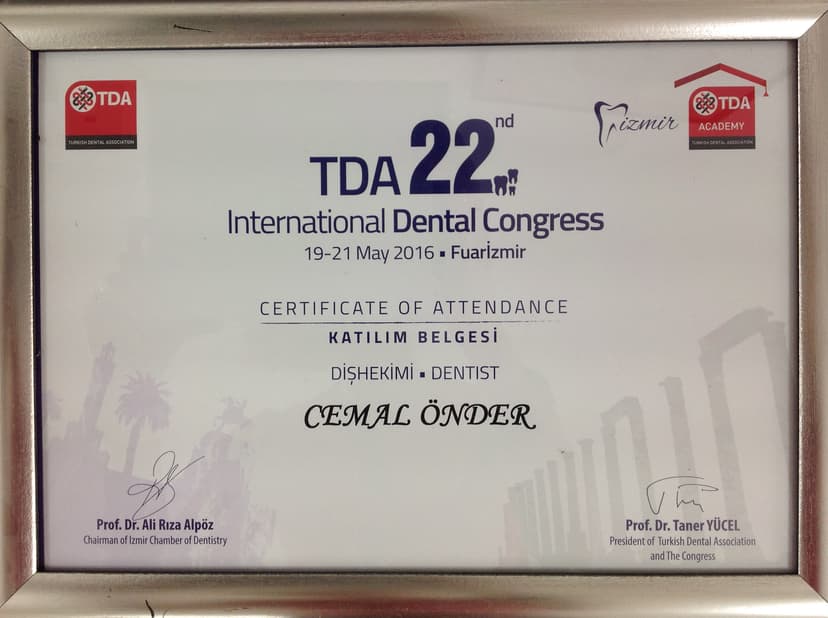 TDA
TURKISH DENTAL ASSOCIATION
izmir
TDA
ACADEMY
TURKISH DENTAL ASSOCIATION
TDA 22nd
International Dental Congress
19-21 May 2016 ▪ Fuarİzmir
CERTIFICATE OF ATTENDANCE
KATILIM BELGESİ
DİŞHEKİMİ ▪ DENTIST
CEMAL ÖNDER
Prof. Dr. Ali Rıza Alpöz
Chairman of Izmir Chamber of Dentistry
Prof. Dr. Taner YÜCEL
President of Turkish Dental Association
and The Congress